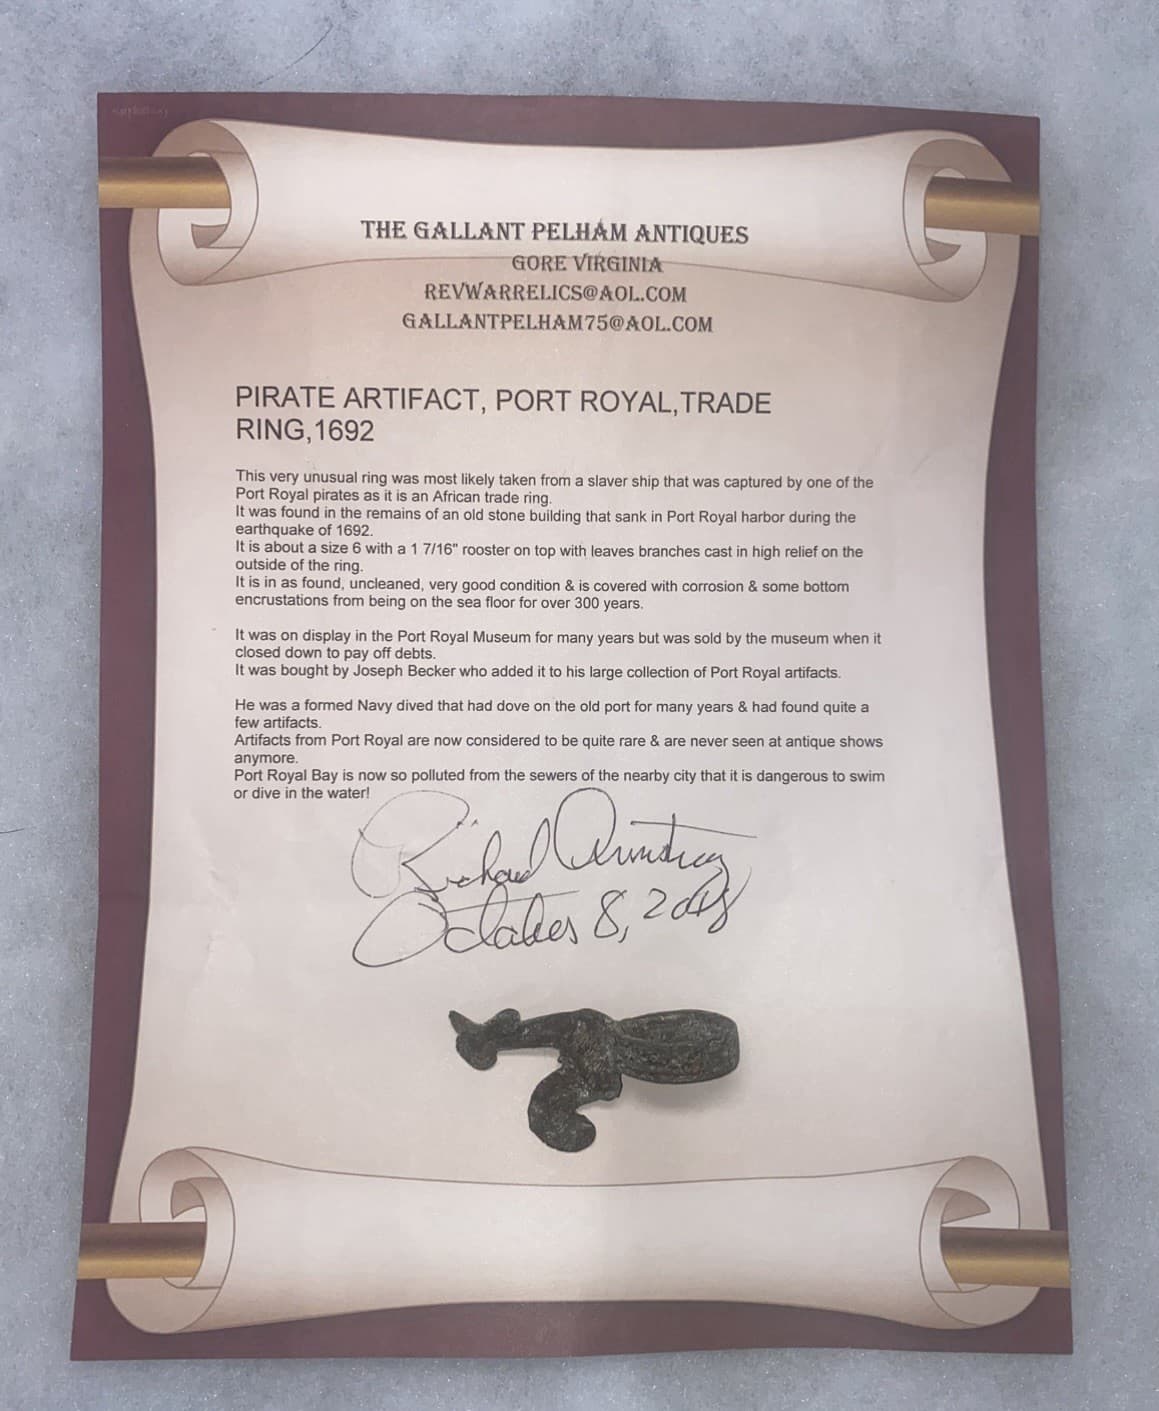 THE GALLANT PELHAM ANTIQUES
GORE VIRGINIA
REVWARRELICS@AOL.COM
GALLANTPELHAM75@AOL.COM
PIRATE ARTIFACT, PORT ROYAL,TRADE
RING,1692
This very unusual ring was most likely taken from a slaver ship that was captured by one of the
Port Royal pirates as it is an African trade ring.
It was found in the remains of an old stone building that sank in Port Royal harbor during the
earthquake of 1692.
It is about a size 6 with a 1 7/16" rooster on top with leaves branches cast in high relief on the
outside of the ring.
It is in as found, uncleaned, very good condition & is covered with corrosion & some bottom
encrustations from being on the sea floor for over 300 years.
It was on display in the Port Royal Museum for many years but was sold by the museum when it
closed down to pay off debts.
It was bought by Joseph Becker who added it to his large collection of Port Royal artifacts.
He was a formed Navy dived that had dove on the old port for many years & had found quite a
few artifacts.
Artifacts from Port Royal are now considered to be quite rare & are never seen at antique shows
anymore.
Port Royal Bay is now so polluted from the sewers of the nearby city that it is dangerous to swim
or dive in the water!
Richard Armstrong
October 8, 2018